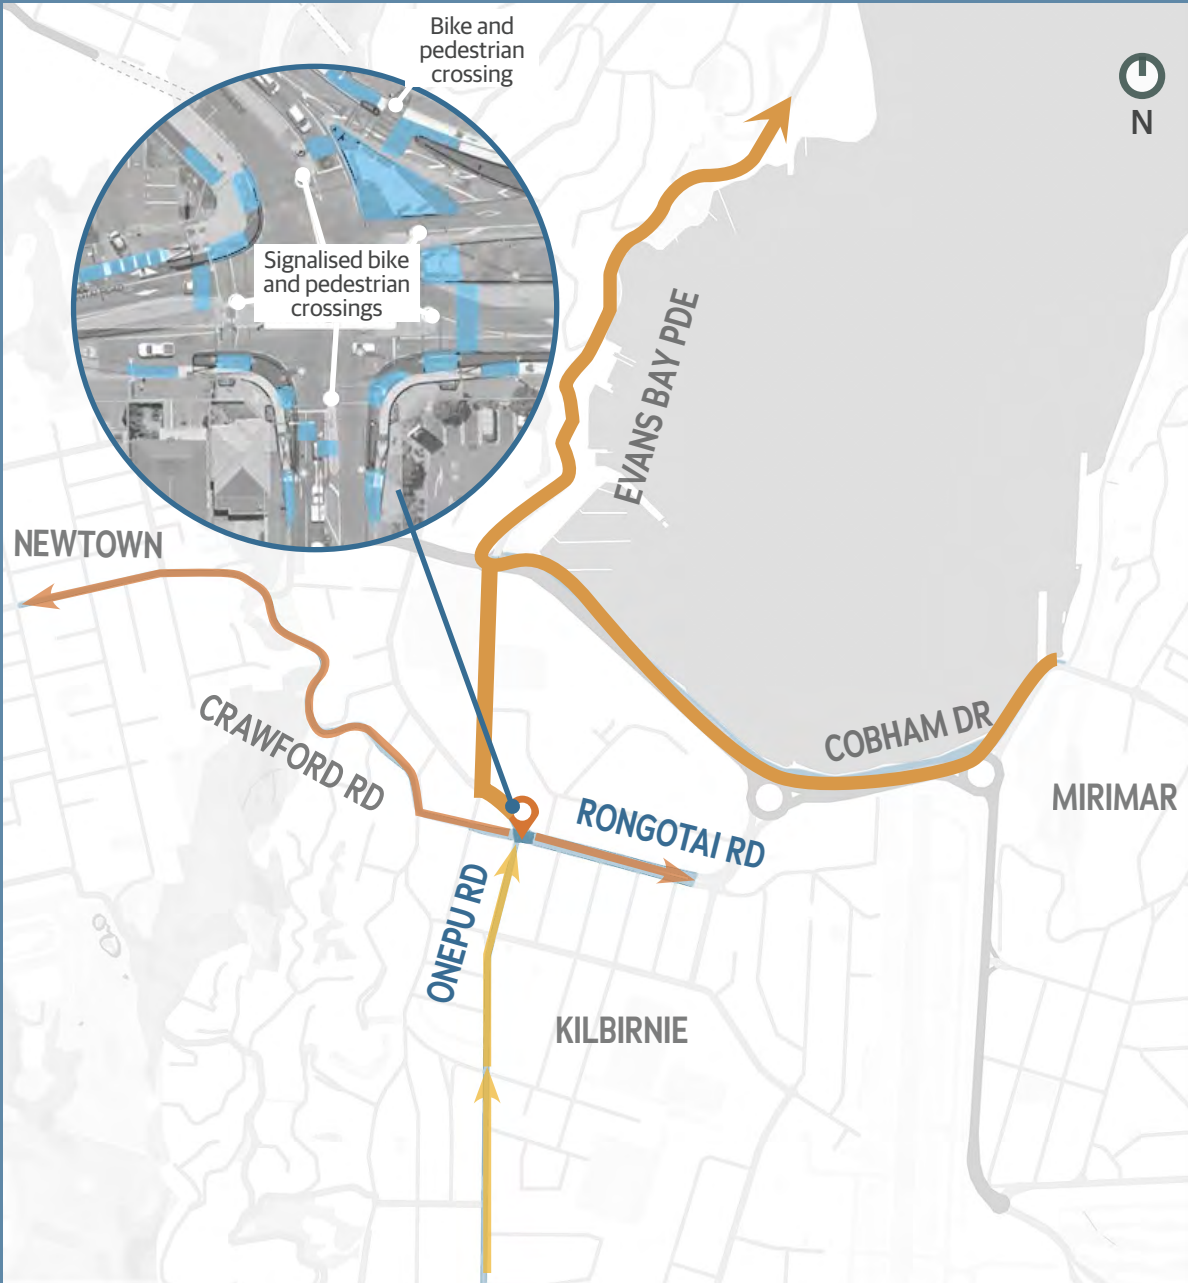 Bike and
pedestrian
crossing
N
Signalised bike
and pedestrian
crossings
EVANS BAY PDE
NEWTOWN
CRAWFORD RD
COBHAM DR
MIRIMAR
RONGOTAI RD
ONEPU RD
KILBIRNIE